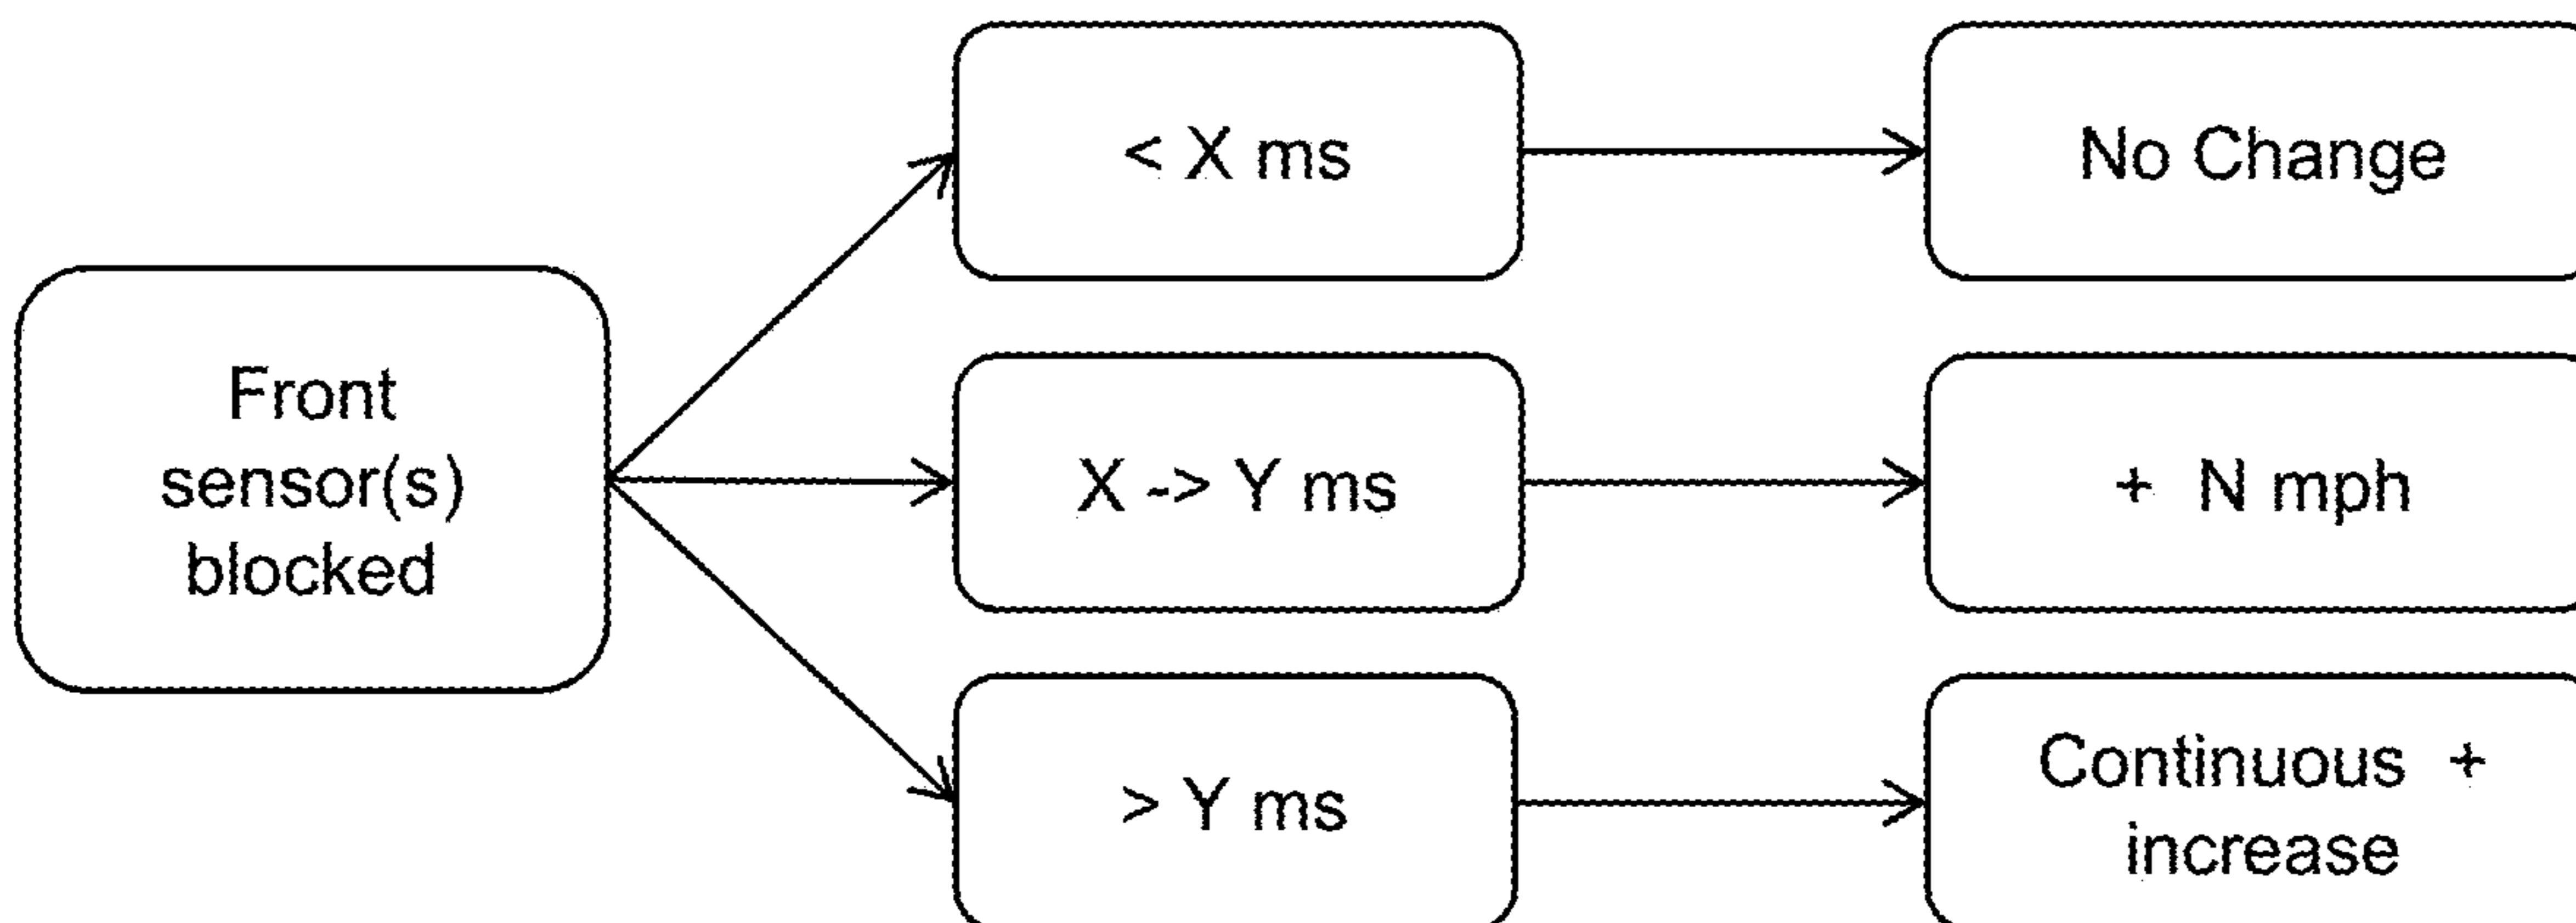 Front
sensor(s)
blocked
< X ms
No Change
X -> Y ms
+ N mph
> Y ms
Continuous +
increase